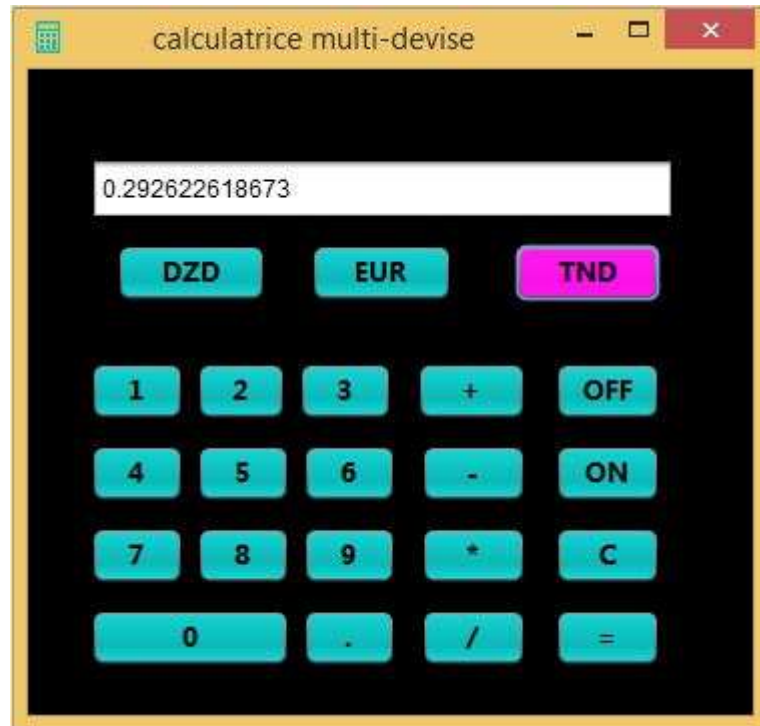 calculatrice multi-devise
0.292622618673
DZD EUR TND
1 2 3 + OFF
4 5 6 - ON
7 8 9 * C
0 . / =